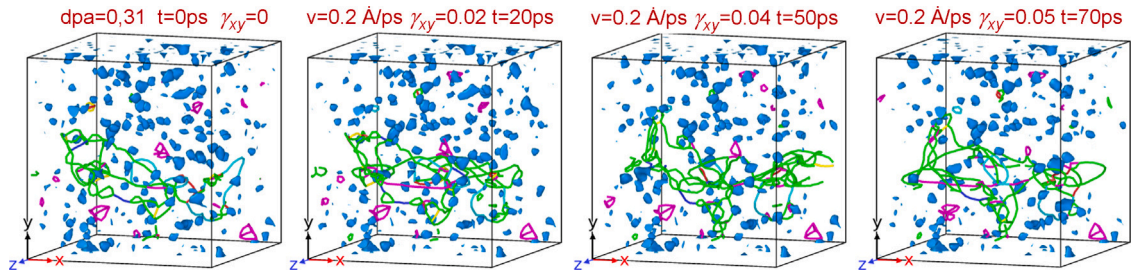 dpa=0,31 t=0ps γxy=0
v=0.2 Å/ps γxy=0.02 t=20ps
v=0.2 Å/ps γxy=0.04 t=50ps
v=0.2 Å/ps γxy=0.05 t=70ps
y
z x
y
z x
y
z x
y
z x